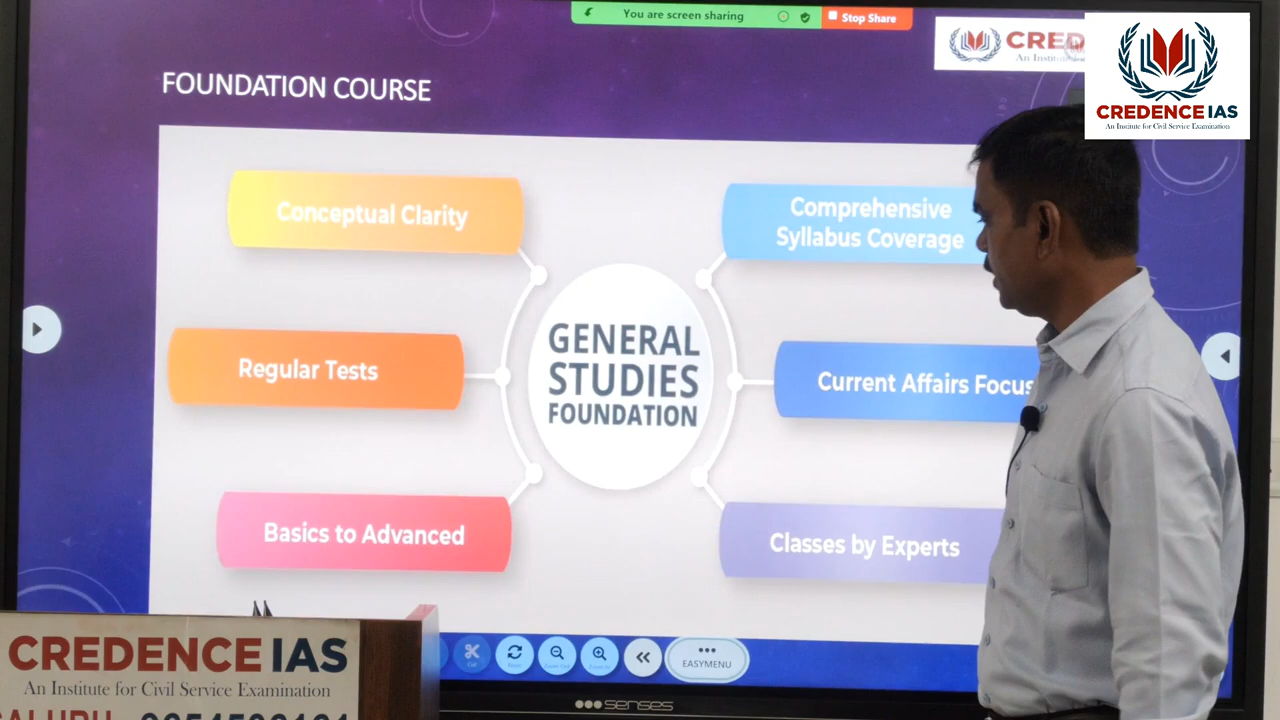 You are screen sharing
Stop Share
CRED
CREDENCE IAS
An Institute for Civil Service Examination
FOUNDATION COURSE
Conceptual Clarity
Comprehensive
Syllabus Coverage
GENERAL
STUDIES
FOUNDATION
Regular Tests
Current Affairs Focus
Basics to Advanced
Classes by Experts
CREDENCE IAS
An Institute for Civil Service Examination
EASYMENU
senses